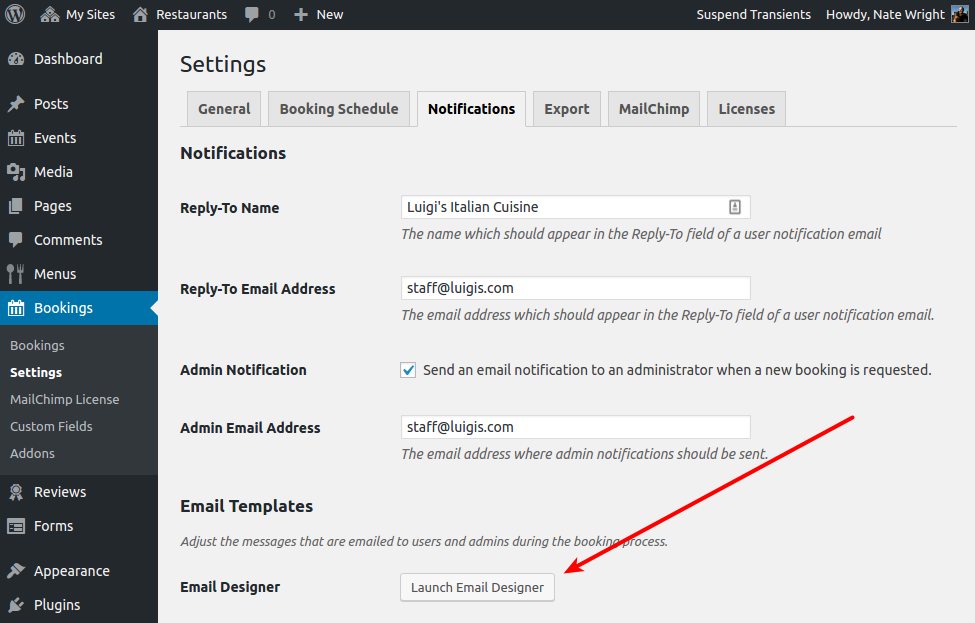 My Sites Restaurants 0 New Suspend Transients Howdy, Nate Wright
Dashboard
Posts
Events
Media
Pages
Comments
Menus
Bookings
Bookings
Settings
MailChimp License
Custom Fields
Addons
Reviews
Forms
Appearance
Plugins
Settings
General Booking Schedule Notifications Export MailChimp Licenses
Notifications
Reply-To Name Luigi's Italian Cuisine
The name which should appear in the Reply-To field of a user notification email
Reply-To Email Address staff@luigis.com
The email address which should appear in the Reply-To field of a user notification email.
Admin Notification Send an email notification to an administrator when a new booking is requested.
Admin Email Address staff@luigis.com
The email address where admin notifications should be sent.
Email Templates
Adjust the messages that are emailed to users and admins during the booking process.
Email Designer Launch Email Designer